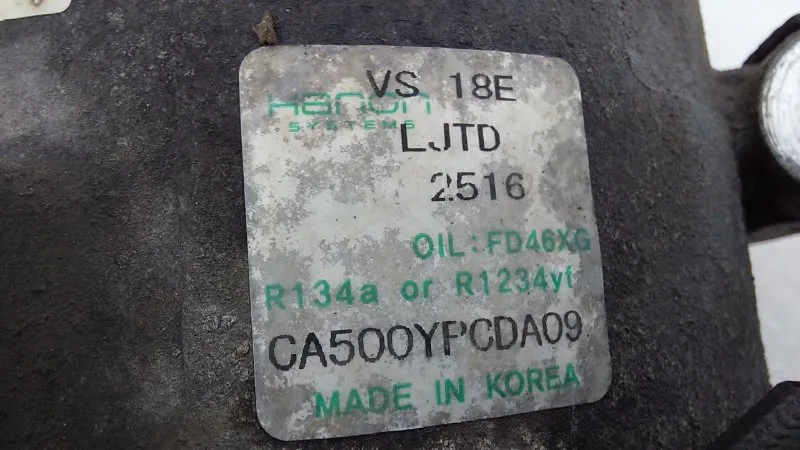 VS 18E
Hanon
SYSTEMS
LJTD
2516
OIL:FD46XG
R134a or R1234yf
CA500YPCDA09
MADE IN KOREA